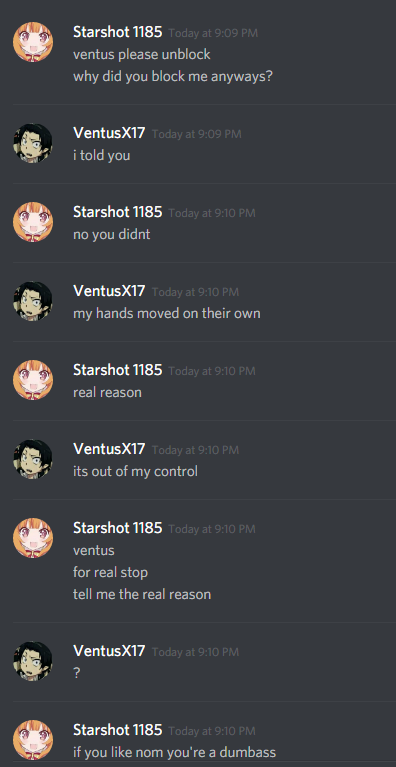 Starshot 1185 Today at 9:09 PM
ventus please unblock
why did you block me anyways?
VentusX17 Today at 9:09 PM
i told you
Starshot 1185 Today at 9:10 PM
no you didnt
VentusX17 Today at 9:10 PM
my hands moved on their own
Starshot 1185 Today at 9:10 PM
real reason
VentusX17 Today at 9:10 PM
its out of my control
Starshot 1185 Today at 9:10 PM
ventus
for real stop
tell me the real reason
VentusX17 Today at 9:10 PM
?
Starshot 1185 Today at 9:10 PM
if you like nom you're a dumbass